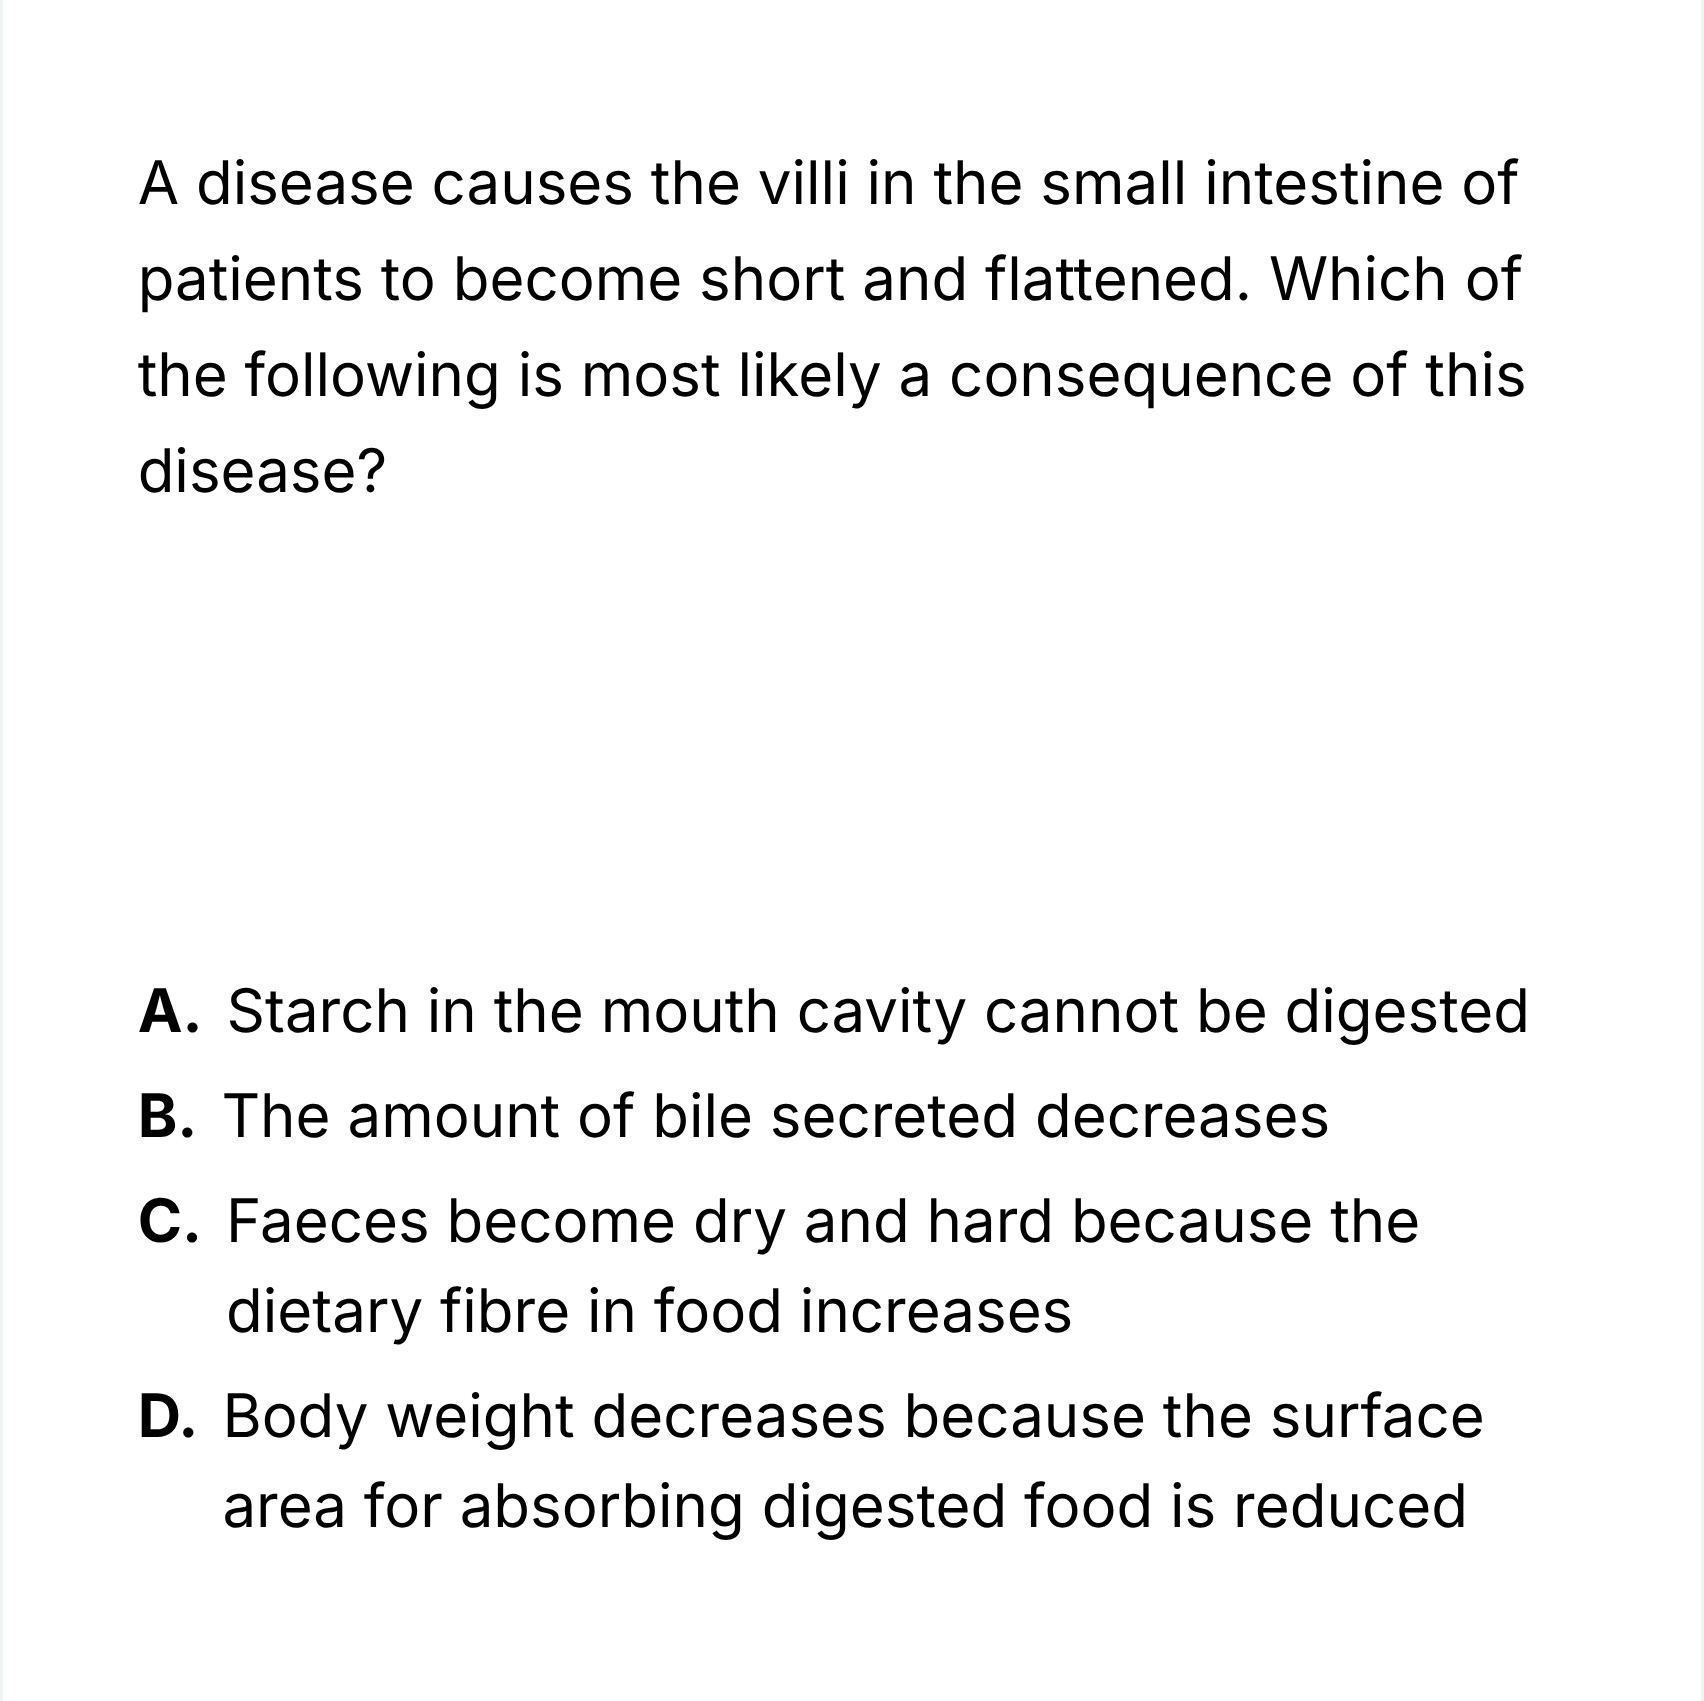 A disease causes the villi in the small intestine of
patients to become short and flattened. Which of
the following is most likely a consequence of this
disease?
A. Starch in the mouth cavity cannot be digested
B. The amount of bile secreted decreases
C. Faeces become dry and hard because the
dietary fibre in food increases
D. Body weight decreases because the surface
area for absorbing digested food is reduced